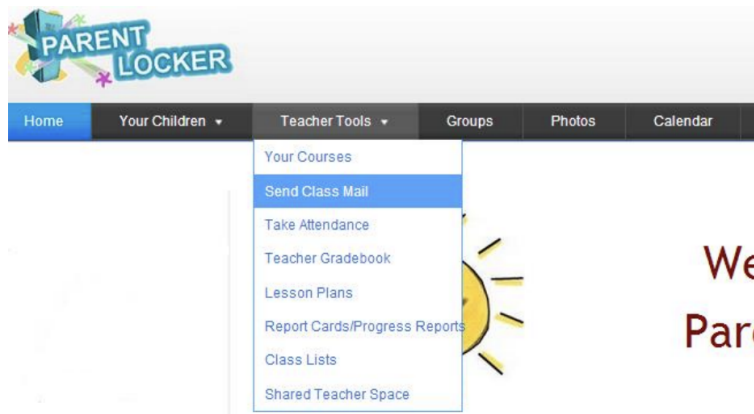 PARENT
LOCKER
Home Your Children Teacher Tools Groups Photos Calendar
Your Courses
Send Class Mail
Take Attendance
Teacher Gradebook
Lesson Plans
Report Cards/Progress Reports
Class Lists
Shared Teacher Space
We
Par